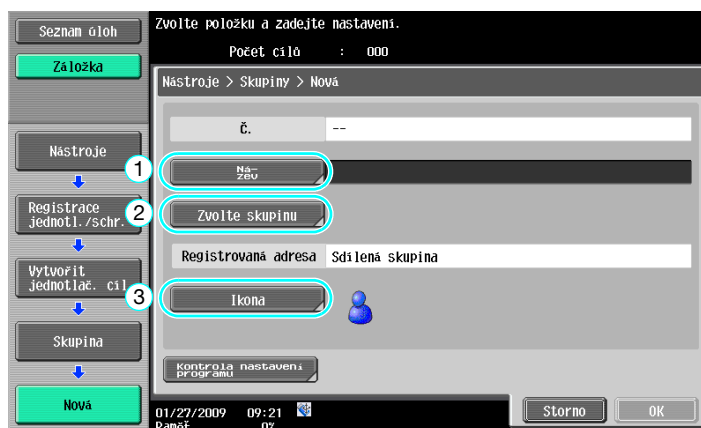 Seznam úloh
Záložka
Nástroje
Registrace
jednotl./schr.
Vytvořit
jednotlač. cíl
Skupina
Nová
Zvolte položku a zadejte nastavení.
Počet cílů : 000
Nástroje > Skupiny > Nová
Č. --
1 Ná-
zev
2 Zvolte skupinu
Registrovaná adresa Sdílená skupina
3 Ikona
Kontrola nastavení
programu
01/27/2009 09:21
Paměť 0%
Storno OK